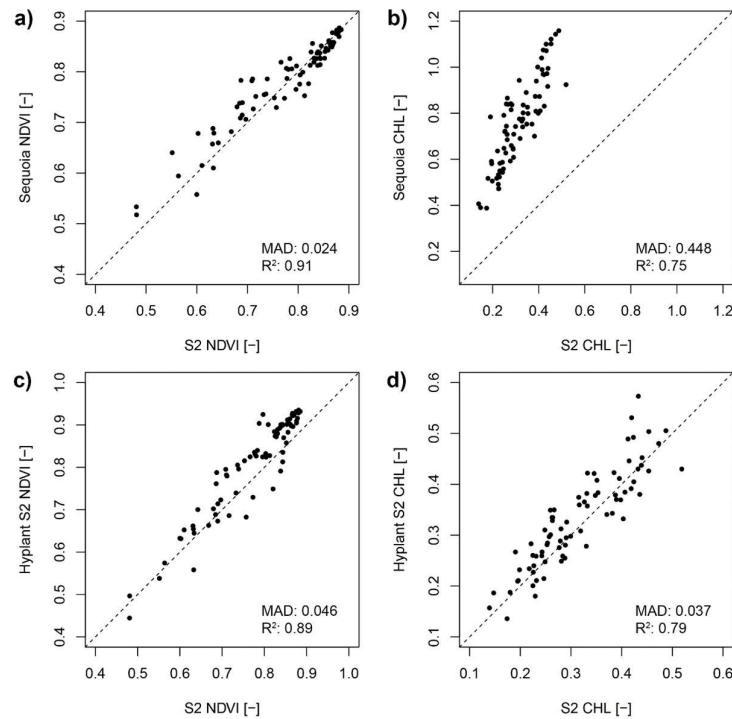 a)
0.9
0.8
0.7
0.6
0.5
0.4
Sequoia NDVI [−]
MAD: 0.024
R²: 0.91
0.4 0.5 0.6 0.7 0.8 0.9
S2 NDVI [−]
b)
1.2
1.0
0.8
0.6
0.4
0.2
Sequoia CHL [−]
MAD: 0.448
R²: 0.75
0.2 0.4 0.6 0.8 1.0 1.2
S2 CHL [−]
c)
1.0
0.9
0.8
0.7
0.6
0.5
0.4
Hyplant S2 NDVI [−]
MAD: 0.046
R²: 0.89
0.4 0.5 0.6 0.7 0.8 0.9 1.0
S2 NDVI [−]
d)
0.6
0.5
0.4
0.3
0.2
0.1
Hyplant S2 CHL [−]
MAD: 0.037
R²: 0.79
0.1 0.2 0.3 0.4 0.5 0.6
S2 CHL [−]